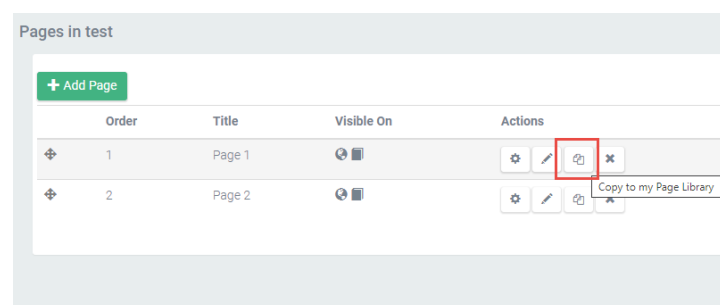 Pages in test
Add Page
Order Title Visible On Actions
1 Page 1
Copy to my Page Library
2 Page 2